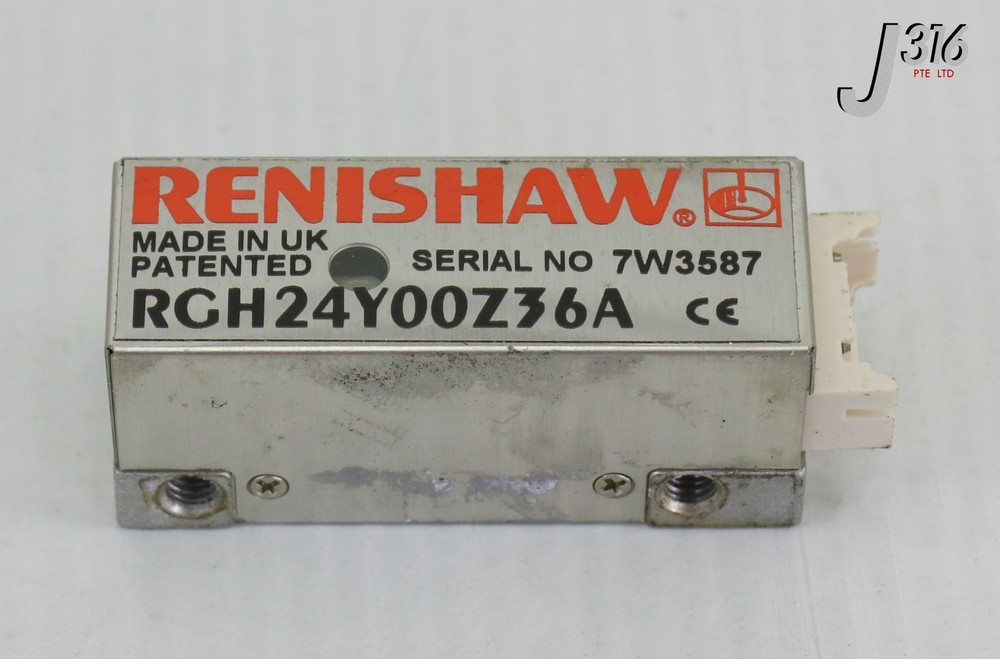 J316
PTE LTD
RENISHAW®
MADE IN UK
PATENTED
SERIAL NO 7W3587
RGH24Y00Z36A CE